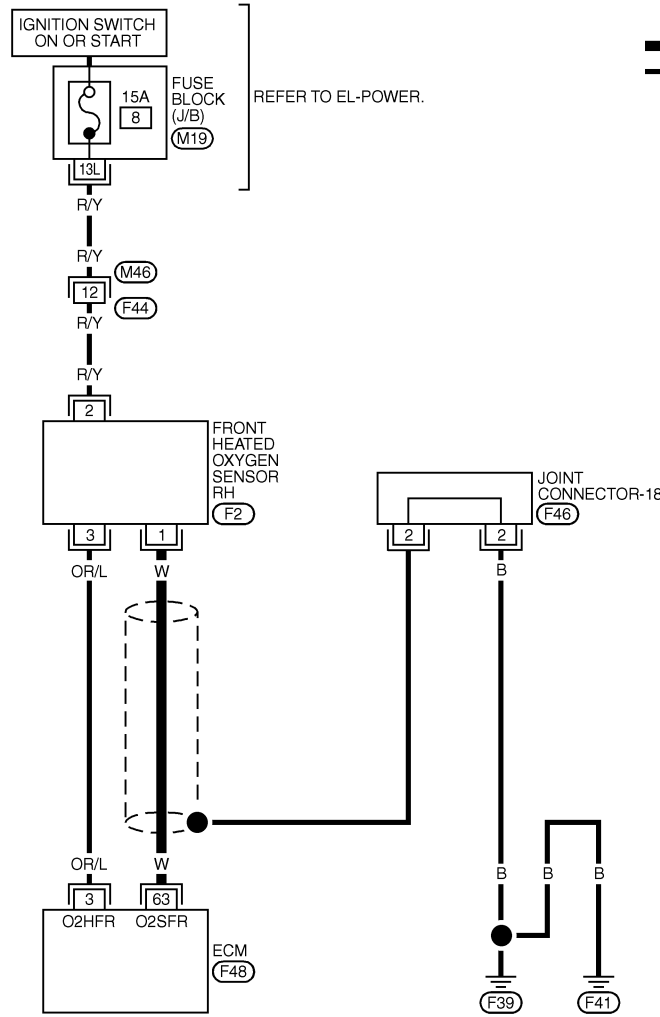 IGNITION SWITCH
ON OR START
FUSE
BLOCK
(J/B)
M19
15A
8
REFER TO EL-POWER.
13L
R/Y
R/Y
M46
12
F44
R/Y
R/Y
2
FRONT
HEATED
OXYGEN
SENSOR
RH
F2
JOINT
CONNECTOR-18
F46
3
1
2
2
OR/L
W
B
OR/L
W
B
B
B
3
63
O2HFR
O2SFR
ECM
F48
F39
F41